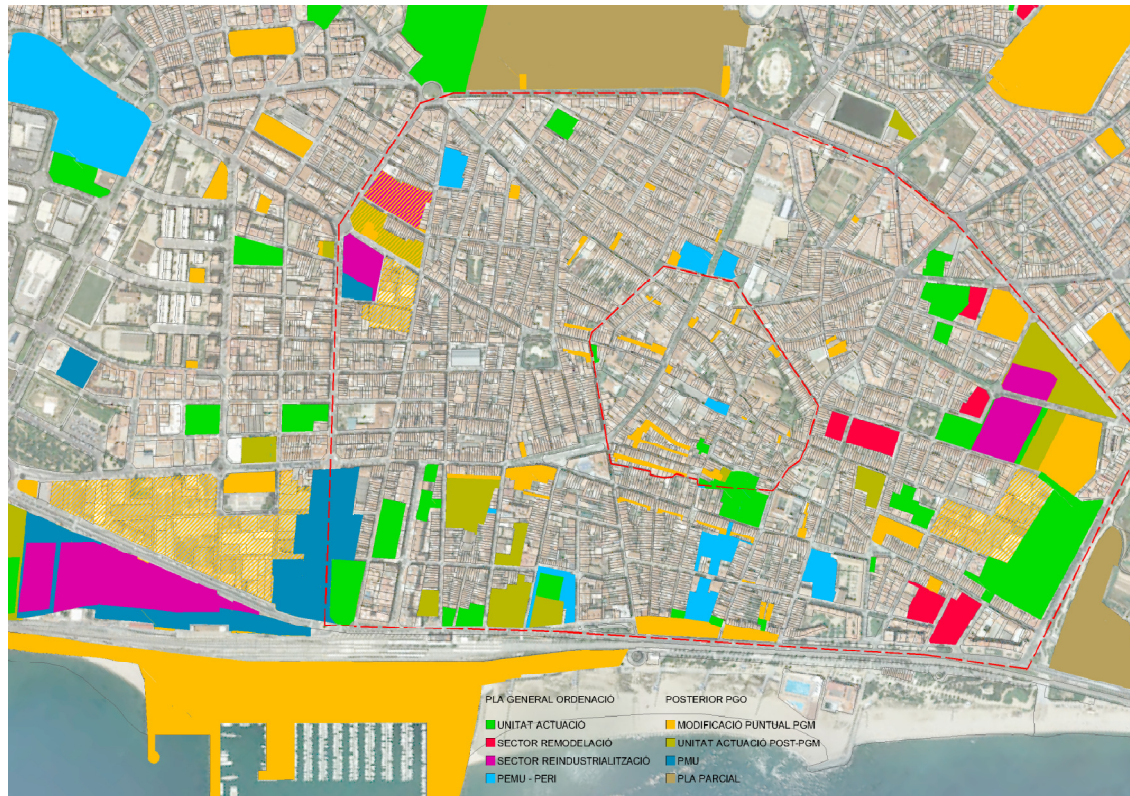 PLA GENERAL ORDENACIÓ
UNITAT ACTUACIÓ
SECTOR REMODELACIÓ
SECTOR REINDUSTRIALITZACIÓ
PEMU - PERI
POSTERIOR PGO
MODIFICACIÓ PUNTUAL PGM
UNITAT ACTUACIÓ POST-PGM
PMU
PLA PARCIAL